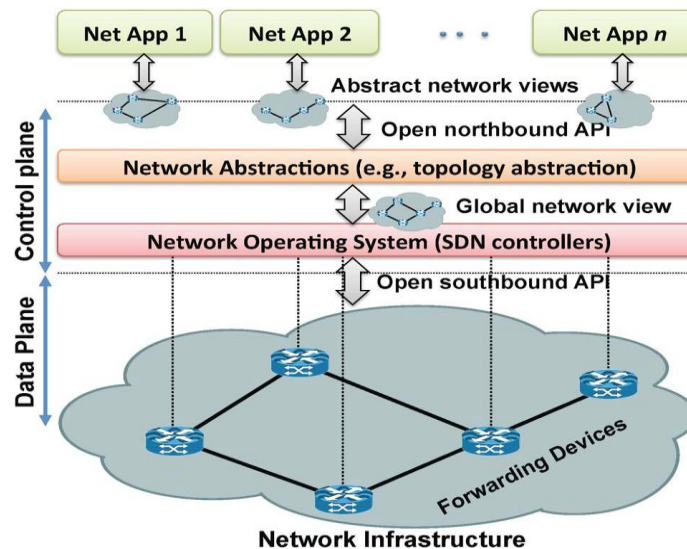 Net App 1
Net App 2
Net App n
Abstract network views
Open northbound API
Network Abstractions (e.g., topology abstraction)
Global network view
Network Operating System (SDN controllers)
Open southbound API
Control plane
Data Plane
Forwarding Devices
Network Infrastructure